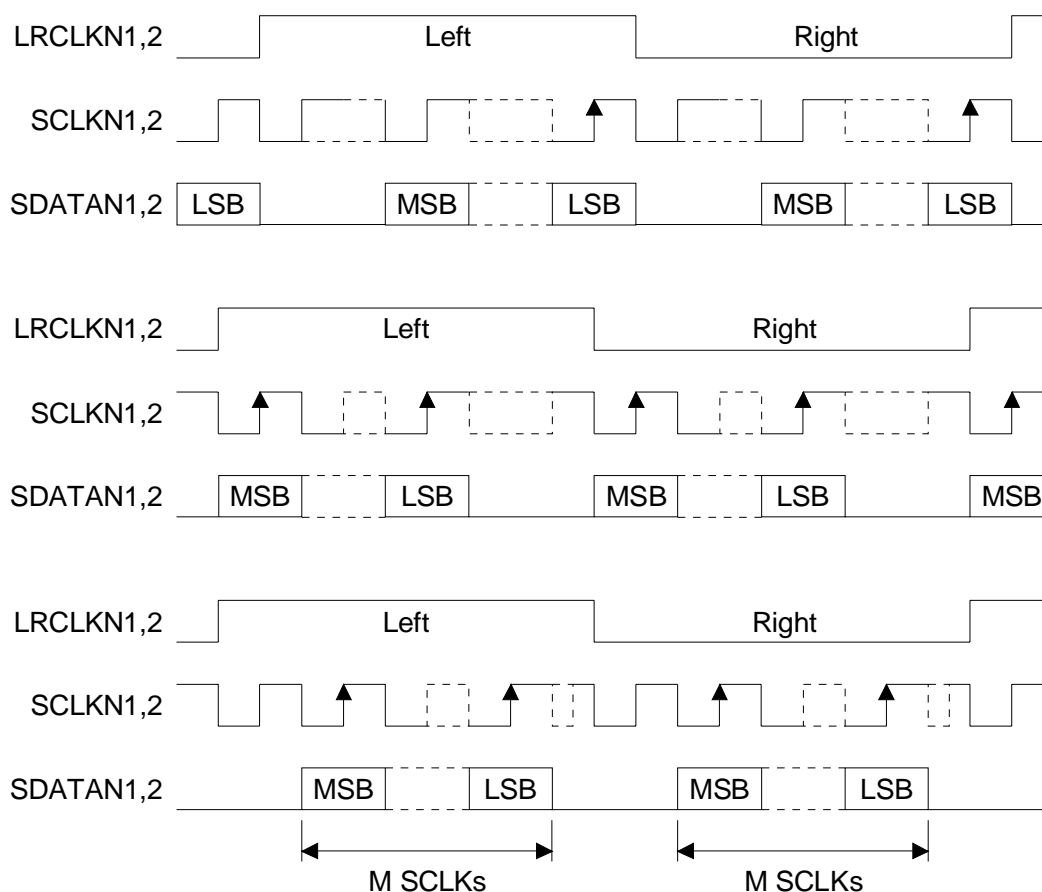 LRCLKN1,2 Left Right
SCLKN1,2
SDATAN1,2 LSB MSB LSB MSB LSB
LRCLKN1,2 Left Right
SCLKN1,2
SDATAN1,2 MSB LSB MSB LSB MSB
LRCLKN1,2 Left Right
SCLKN1,2
SDATAN1,2 MSB LSB MSB LSB
M SCLKs M SCLKs